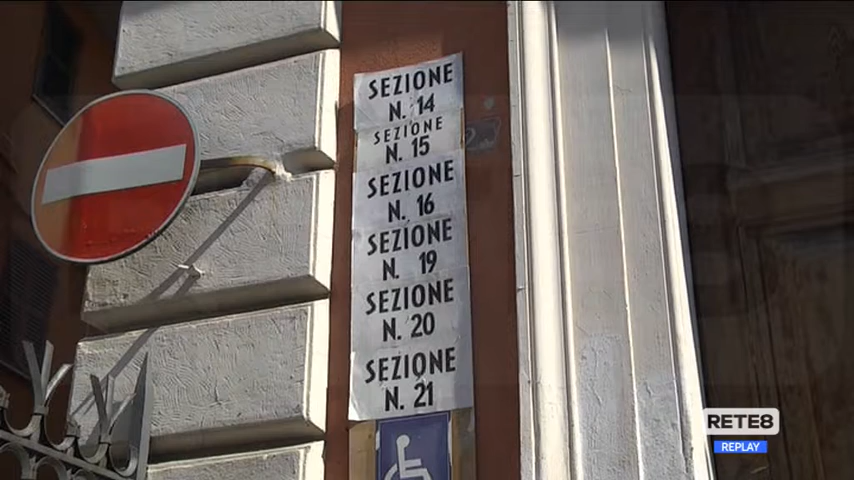 SEZIONE
N. 14
SEZIONE
N. 15
SEZIONE
N. 16
SEZIONE
N. 19
SEZIONE
N. 20
SEZIONE
N. 21
RETE8
REPLAY